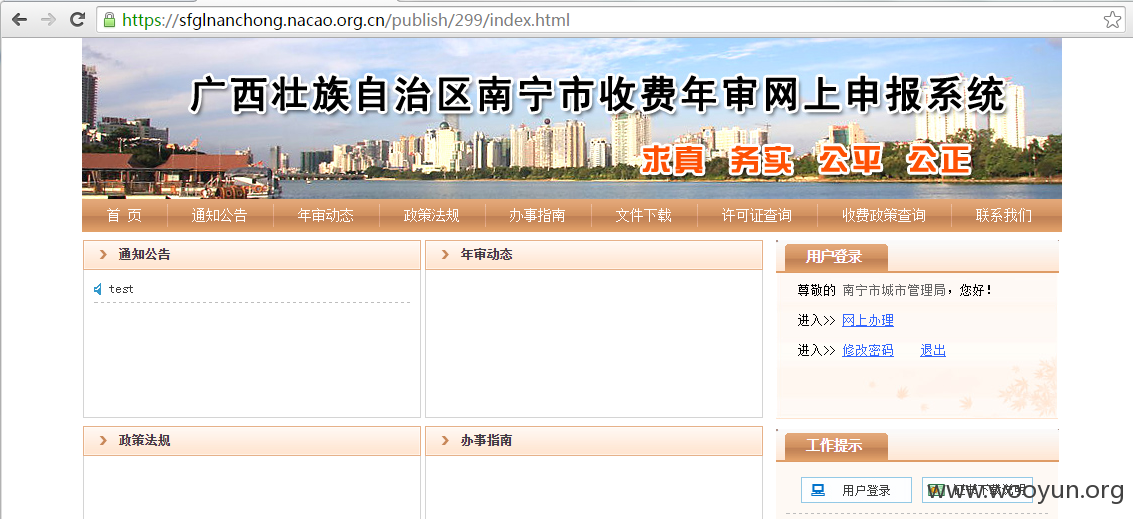 https://sfglnanchong.nacao.org.cn/publish/299/index.html
广西壮族自治区南宁市收费年审网上申报系统
求真 务实 公平 公正
首 页 通知公告 年审动态 政策法规 办事指南 文件下载 许可证查询 收费政策查询 联系我们
通知公告 年审动态 用户登录
test
尊敬的 南宁市城市管理局，您好！
进入>> 网上办理
进入>> 修改密码 退出
政策法规 办事指南 工作提示
用户登录
www.wooyun.org